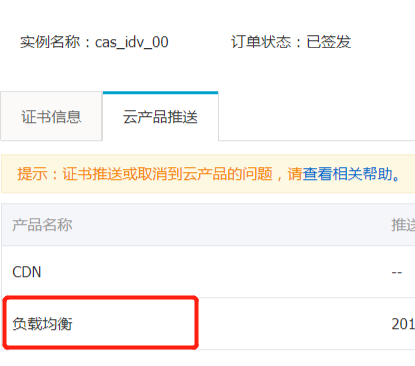 实例名称：cas_idv_00 订单状态：已签发
证书信息 云产品推送
提示：证书推送或取消到云产品的问题，请查看相关帮助。
产品名称 推送
CDN --
负载均衡 201